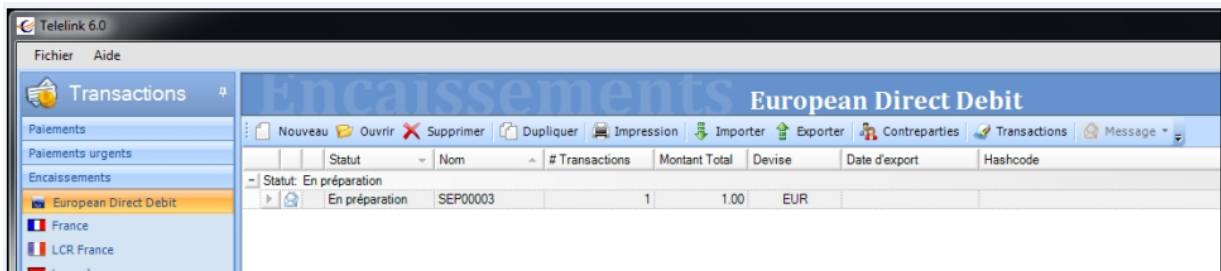 Telelink 6.0
Fichier Aide
Transactions
Encaissements European Direct Debit
Paiements
Nouveau Ouvrir Supprimer Dupliquer Impression Importer Exporter Contreparties Transactions Message
Paiements urgents
Statut Nom # Transactions Montant Total Devise Date d'export Hashcode
Encaissements
Statut: En préparation
European Direct Debit
En préparation SEP00003 1 1.00 EUR
France
LCR France